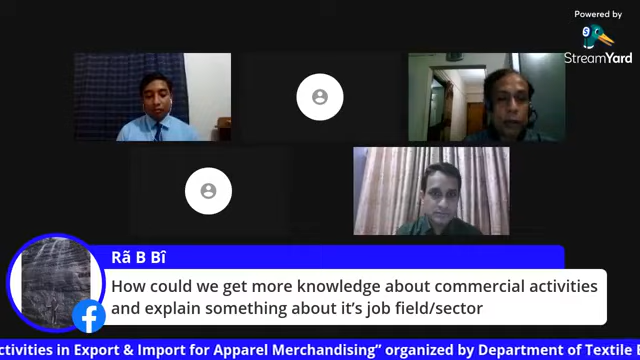 Powered by
StreamYard
Rã B Bî
How could we get more knowledge about commercial activities
and explain something about it's job field/sector
ctivities in Export & Import for Apparel Merchandising” organized by Department of Textile